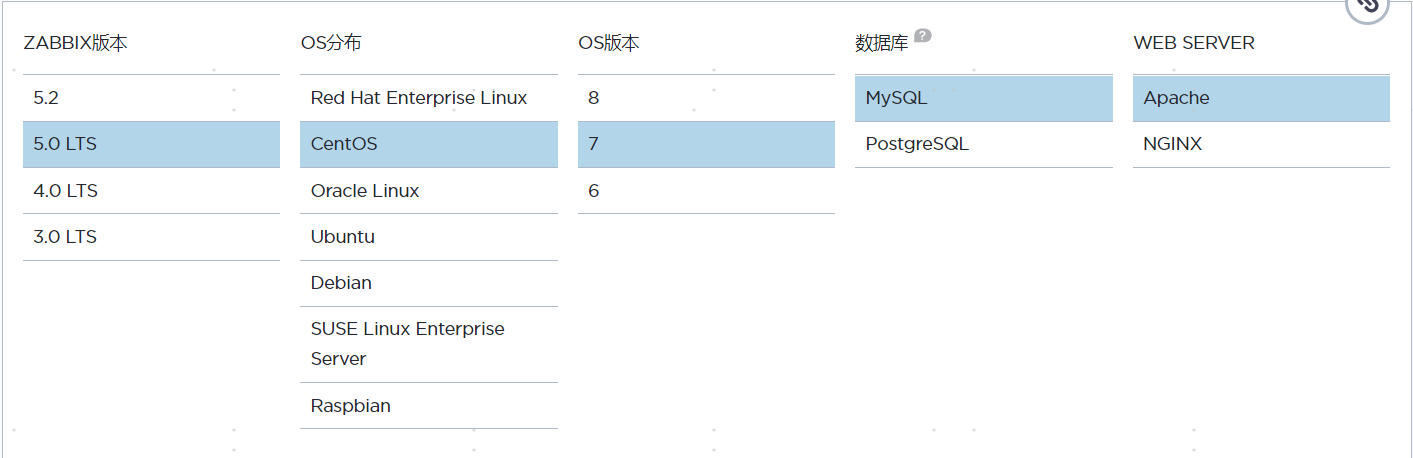 ZABBIX版本
5.2
5.0 LTS
4.0 LTS
3.0 LTS
OS分布
Red Hat Enterprise Linux
CentOS
Oracle Linux
Ubuntu
Debian
SUSE Linux Enterprise
Server
Raspbian
OS版本
8
7
6
数据库 ?
MySQL
PostgreSQL
WEB SERVER
Apache
NGINX